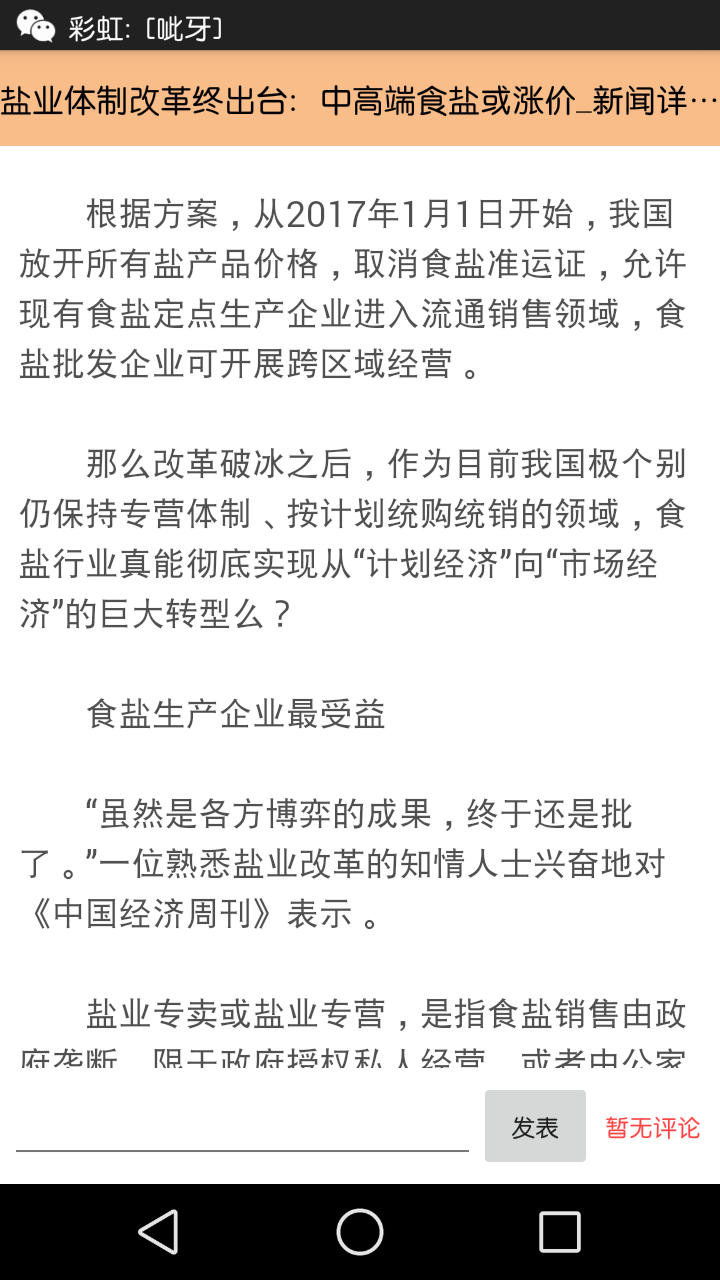 彩虹: [呲牙]
盐业体制改革终出台：中高端食盐或涨价_新闻详…
根据方案，从2017年1月1日开始，我国
放开所有盐产品价格，取消食盐准运证，允许
现有食盐定点生产企业进入流通销售领域，食
盐批发企业可开展跨区域经营。
那么改革破冰之后，作为目前我国极个别
仍保持专营体制、按计划统购统销的领域，食
盐行业真能彻底实现从“计划经济”向“市场经
济”的巨大转型么？
食盐生产企业最受益
“虽然是各方博弈的成果，终于还是批
了。”一位熟悉盐业改革的知情人士兴奋地对
《中国经济周刊》表示。
盐业专卖或盐业专营，是指食盐销售由政
府垄断、限于政府授权私人经营、或者由公家
发表
暂无评论